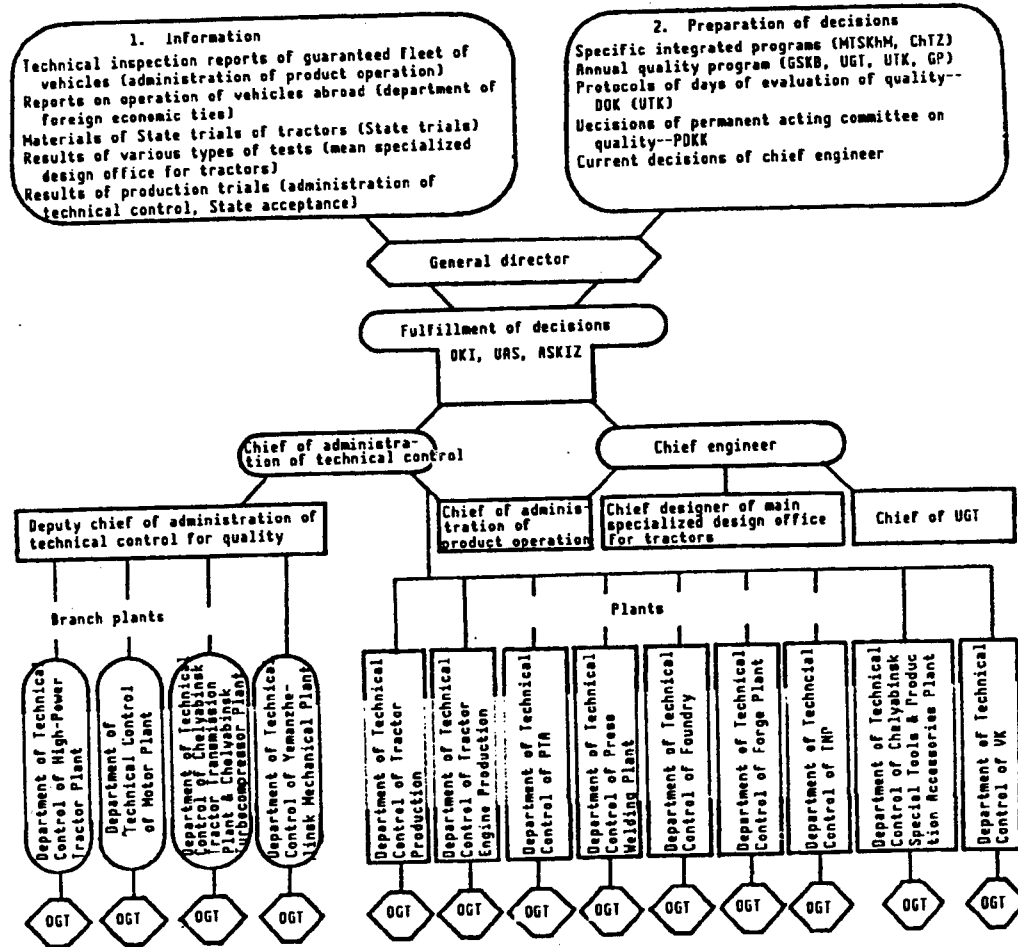 1. Information
Technical inspection reports of guaranteed fleet of
vehicles (administration of product operation)
Reports on operation of vehicles abroad (department of
foreign economic ties)
Materials of State trials of tractors (State trials)
Results of various types of tests (mean specialized
design office for tractors)
Results of production trials (administration of
technical control, State acceptance)
2. Preparation of decisions
Specific integrated programs (MTSKhM, ChTZ)
Annual quality program (GSKB, UGT, UTK, GP)
Protocols of days of evaluation of quality--
DOK (UTK)
Decisions of permanent acting committee on
quality--PDKK
Current decisions of chief engineer
General director
Fulfillment of decisions
OKI, UAS, ASKIZ
Chief of administra-
tion of technical control
Chief engineer
Deputy chief of administration of
technical control for quality
Chief of adminis-
tration of
product operation
Chief designer of main
specialized design office
for tractors
Chief of UGT
Branch plants
Plants
Department of Technical
Control of High-Power
Tractor Plant
Department of
Technical Control
of Motor Plant
Department of Technical
Control of Chelyabinsk
Tractor Transmission
Plant & Chelyabinsk
Turbocompressor Plant
Department of Technical
Control of Yemanzhe-
linsk Mechanical Plant
Department of Technical
Control of Tractor
Production
Department of Technical
Control of Tractor
Engine Production
Department of Technical
Control of PTA
Department of Technical
Control of Press
Welding Plant
Department of Technical
Control of Foundry
Department of Technical
Control of Forge Plant
Department of Techncial
Control of TNP
Department of Technical
Control of Chelyabinsk
Special Tools & Produc
tion Accessories Plant
Department of Technical
Control of VK
OGT
OGT
OGT
OGT
OGT
OGT
OGT
OGT
OGT
OGT
OGT
OGT
OGT